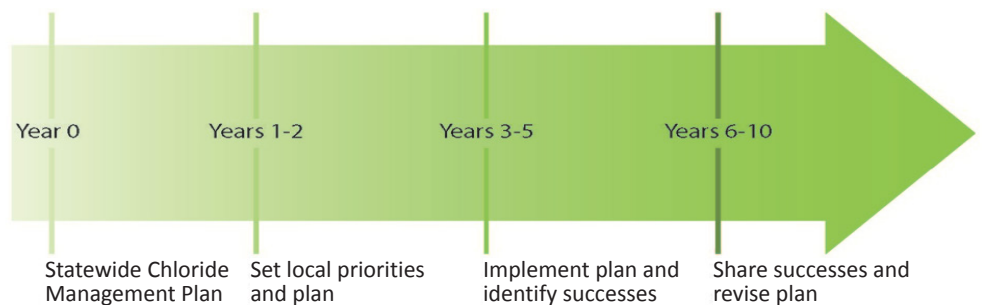 Year 0
Years 1-2
Years 3-5
Years 6-10
Statewide Chloride
Management Plan
Set local priorities
and plan
Implement plan and
identify successes
Share successes and
revise plan